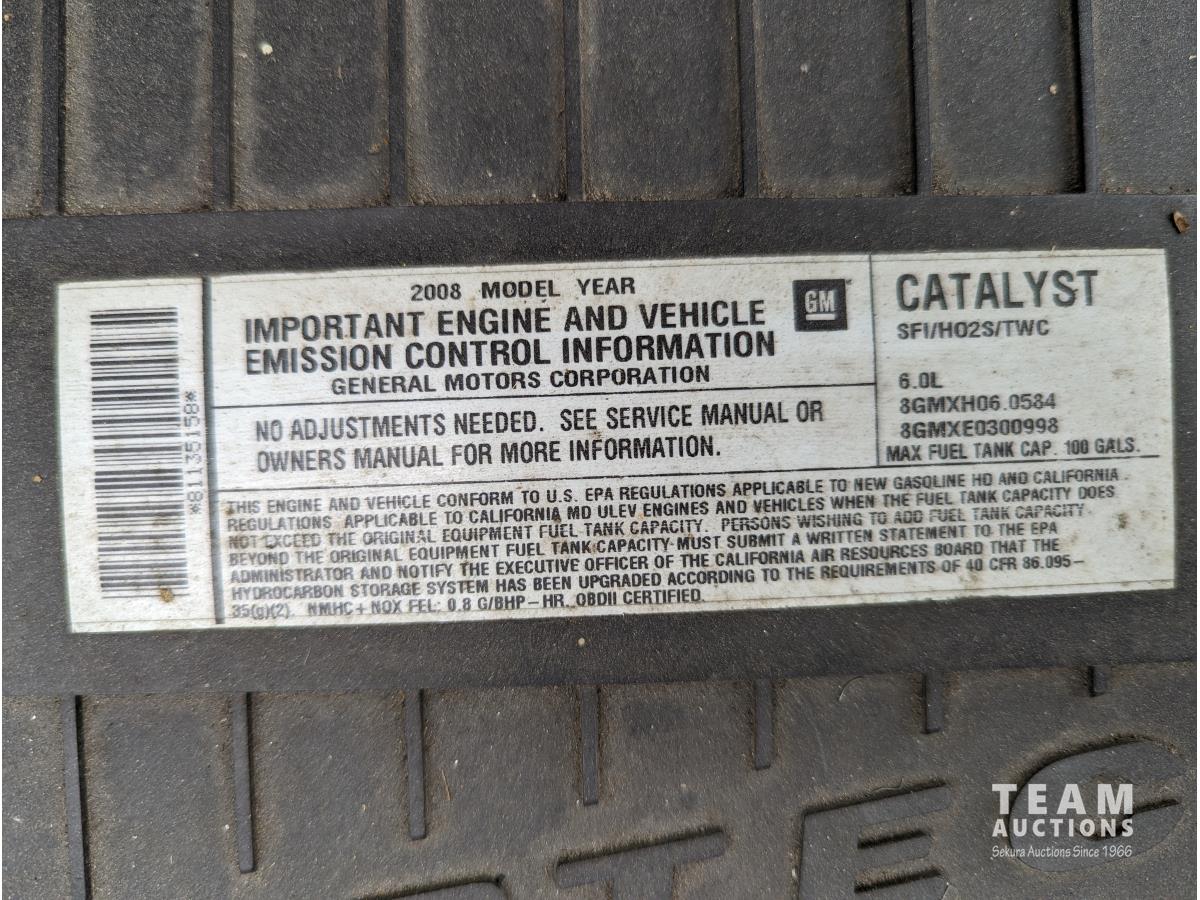 2008 MODEL YEAR
IMPORTANT ENGINE AND VEHICLE
EMISSION CONTROL INFORMATION
GENERAL MOTORS CORPORATION
GM
CATALYST
SFI/HO2S/TWC
6.0L
8GMXH06.0584
8GMXE0300998
MAX FUEL TANK CAP. 100 GALS.
NO ADJUSTMENTS NEEDED. SEE SERVICE MANUAL OR
OWNERS MANUAL FOR MORE INFORMATION.
THIS ENGINE AND VEHICLE CONFORM TO U.S. EPA REGULATIONS APPLICABLE TO NEW GASOLINE HD AND CALIFORNIA
REGULATIONS APPLICABLE TO CALIFORNIA MD ULEV ENGINES AND VEHICLES WHEN THE FUEL TANK CAPACITY DOES
NOT EXCEED THE ORIGINAL EQUIPMENT FUEL TANK CAPACITY. PERSONS WISHING TO ADD FUEL TANK CAPACITY
BEYOND THE ORIGINAL EQUIPMENT FUEL TANK CAPACITY MUST SUBMIT A WRITTEN STATEMENT TO THE EPA
ADMINISTRATOR AND NOTIFY THE EXECUTIVE OFFICER OF THE CALIFORNIA AIR RESOURCES BOARD THAT THE
HYDROCARBON STORAGE SYSTEM HAS BEEN UPGRADED ACCORDING TO THE REQUIREMENTS OF 40 CFR 86.095-
35(g)(2). NMHC+NOX FEL: 0.8 G/BHP-HR. OBDII CERTIFIED.
TEC
TEAM
AUCTIONS
Sekura Auctions Since 1966